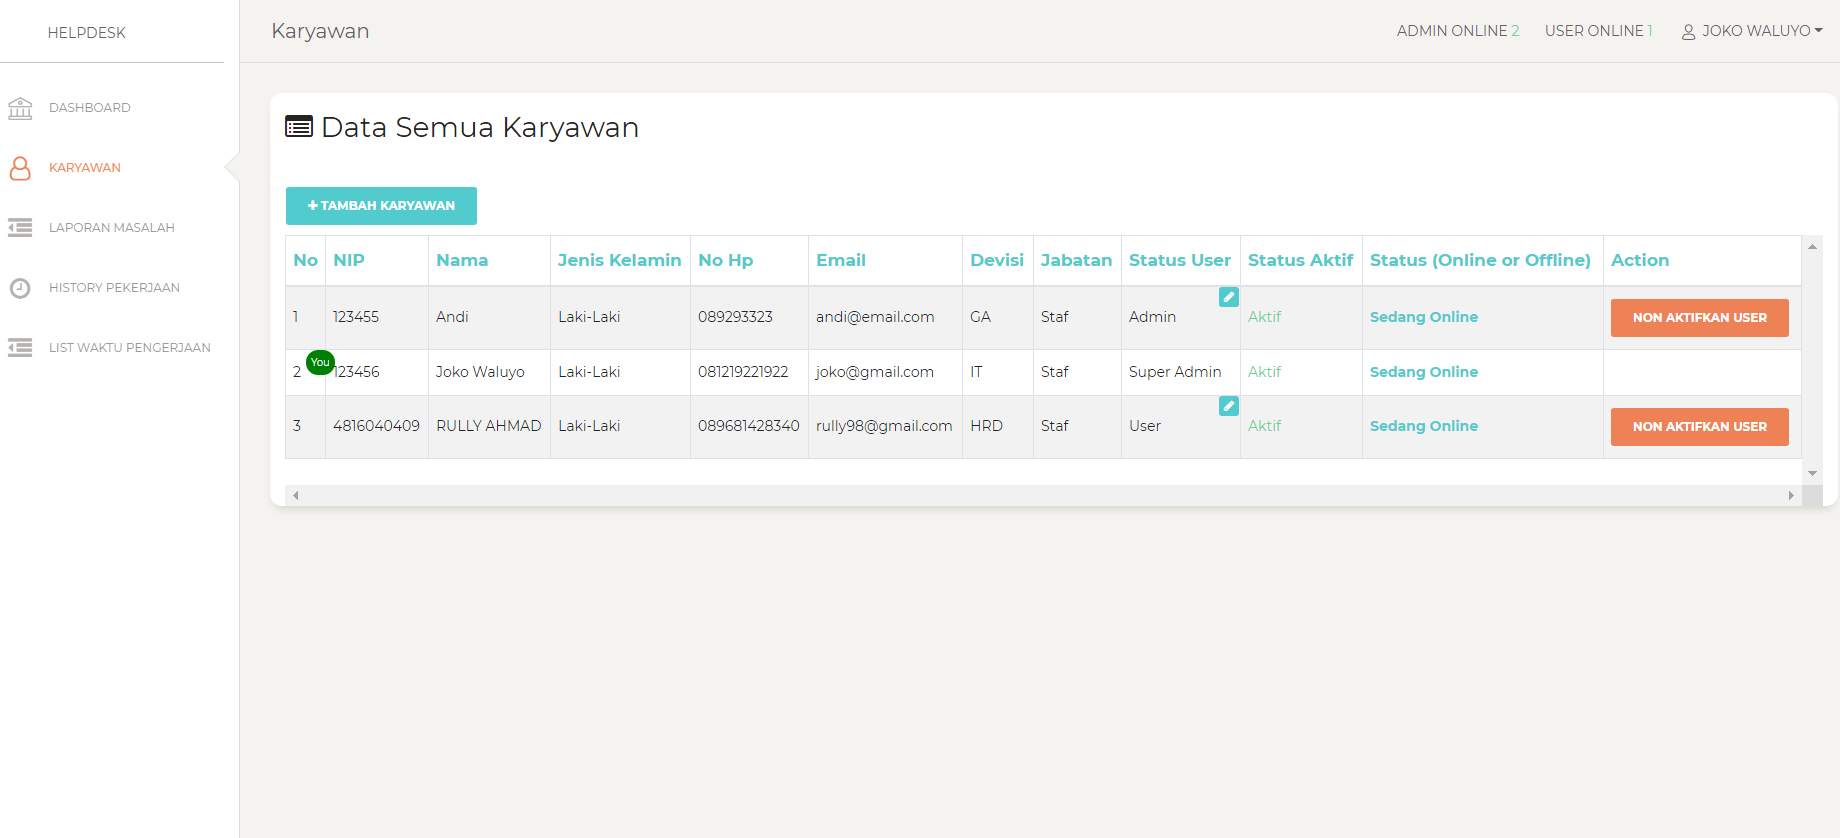 HELPDESK
Karyawan
ADMIN ONLINE 2
USER ONLINE 1
JOKO WALUYO
DASHBOARD
KARYAWAN
LAPORAN MASALAH
HISTORY PEKERJAAN
LIST WAKTU PENGERJAAN
Data Semua Karyawan
+ TAMBAH KARYAWAN
No NIP Nama Jenis Kelamin No Hp Email Devisi Jabatan Status User Status Aktif Status (Online or Offline) Action
1 123455 Andi Laki-Laki 089293323 andi@email.com GA Staf Admin Aktif Sedang Online NON AKTIFKAN USER
You
2 123456 Joko Waluyo Laki-Laki 081219221922 joko@gmail.com IT Staf Super Admin Aktif Sedang Online
3 4816040409 RULLY AHMAD Laki-Laki 089681428340 rully98@gmail.com HRD Staf User Aktif Sedang Online NON AKTIFKAN USER